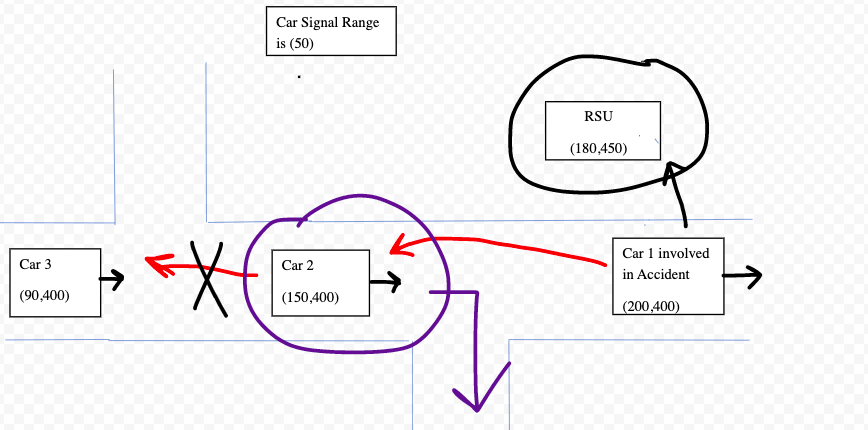 Car Signal Range
is (50)
RSU
(180,450)
Car 3
(90,400)
Car 2
(150,400)
Car 1 involved
in Accident
(200,400)